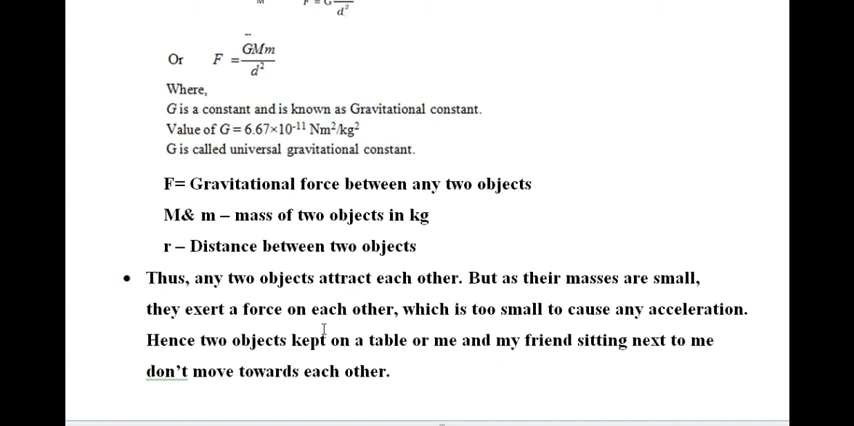 M F = G d²
Or F = GMm/d²
Where,
G is a constant and is known as Gravitational constant.
Value of G = 6.67×10⁻¹¹ Nm²/kg²
G is called universal gravitational constant.
F= Gravitational force between any two objects
M& m – mass of two objects in kg
r – Distance between two objects
• Thus, any two objects attract each other. But as their masses are small,
they exert a force on each other, which is too small to cause any acceleration.
Hence two objects kept on a table or me and my friend sitting next to me
don’t move towards each other.